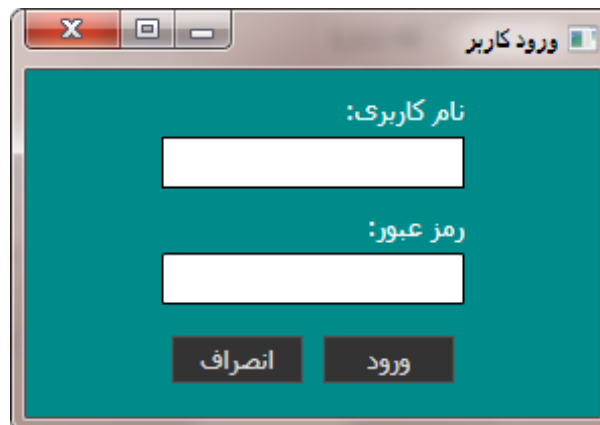 ورود کاربر
نام کاربری:
رمز عبور:
ورود انصراف